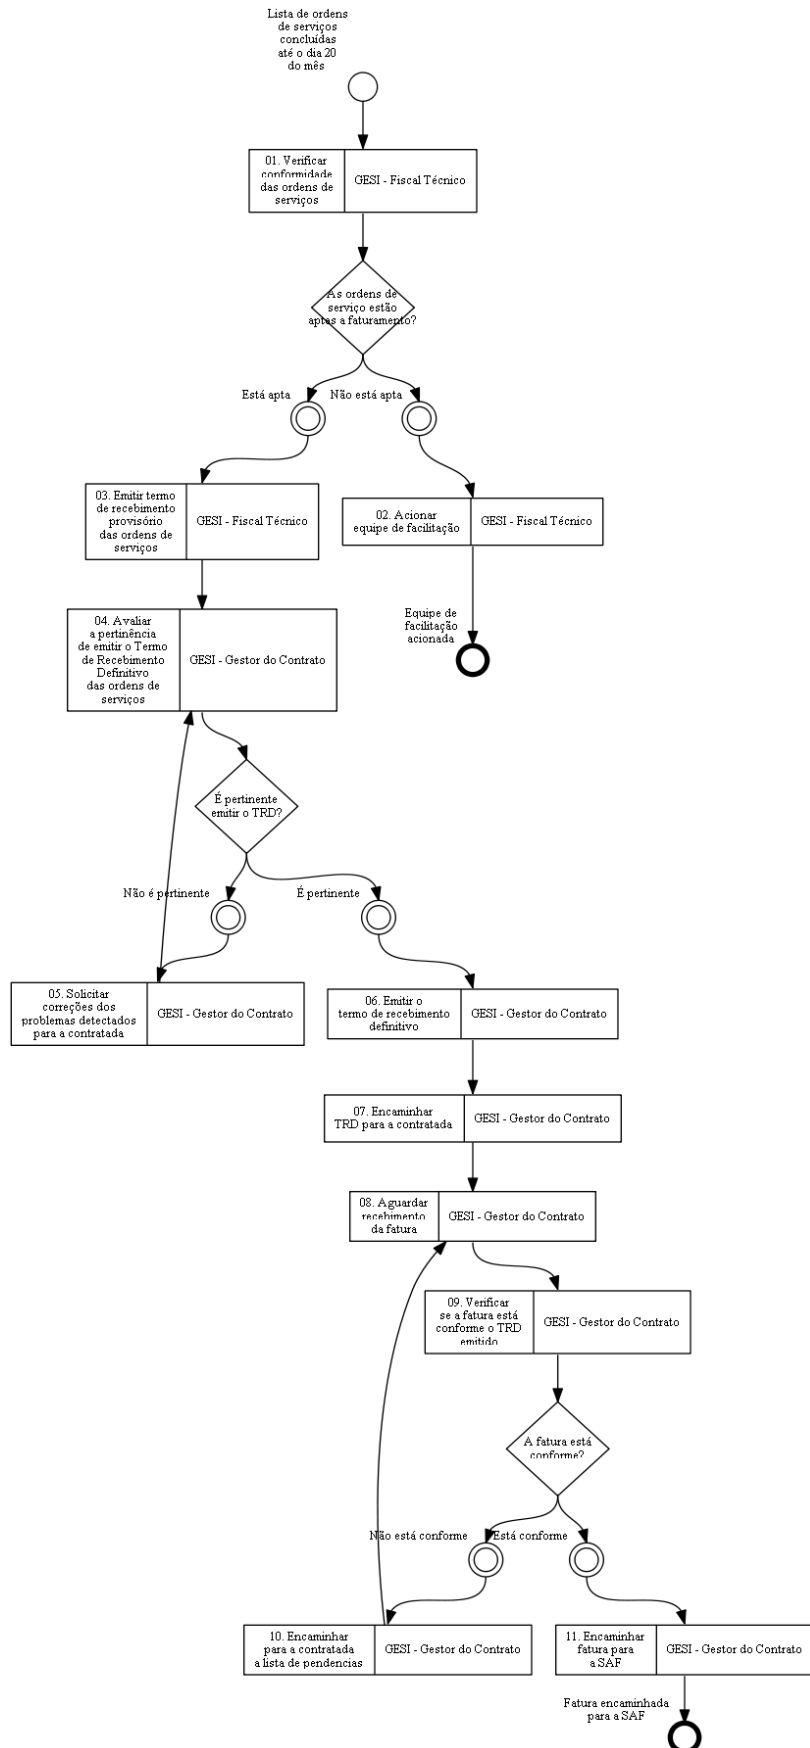 Lista de ordens
de serviços
concluídas
até o dia 20
do mês
01. Verificar
conformidade
das ordens de
serviços
GESI - Fiscal Técnico
As ordens de
serviço estão
aptas a faturamento?
Está apta
Não está apta
03. Emitir termo
de recebimento
provisório
das ordens de
serviços
GESI - Fiscal Técnico
02. Acionar
equipe de facilitação
GESI - Fiscal Técnico
Equipe de
facilitação
acionada
04. Avaliar
a pertinência
de emitir o Termo
de Recebimento
Definitivo
das ordens de
serviços
GESI - Gestor do Contrato
É pertinente
emitir o TRD?
Não é pertinente
É pertinente
05. Solicitar
correções dos
problemas detectados
para a contratada
GESI - Gestor do Contrato
06. Emitir o
termo de recebimento
definitivo
GESI - Gestor do Contrato
07. Encaminhar
TRD para a contratada
GESI - Gestor do Contrato
08. Aguardar
recebimento
da fatura
GESI - Gestor do Contrato
09. Verificar
se a fatura está
conforme o TRD
emitido
GESI - Gestor do Contrato
A fatura está
conforme?
Não está conforme
Está conforme
10. Encaminhar
para a contratada
a lista de pendencias
GESI - Gestor do Contrato
11. Encaminhar
fatura para
a SAF
GESI - Gestor do Contrato
Fatura encaminhada
para a SAF